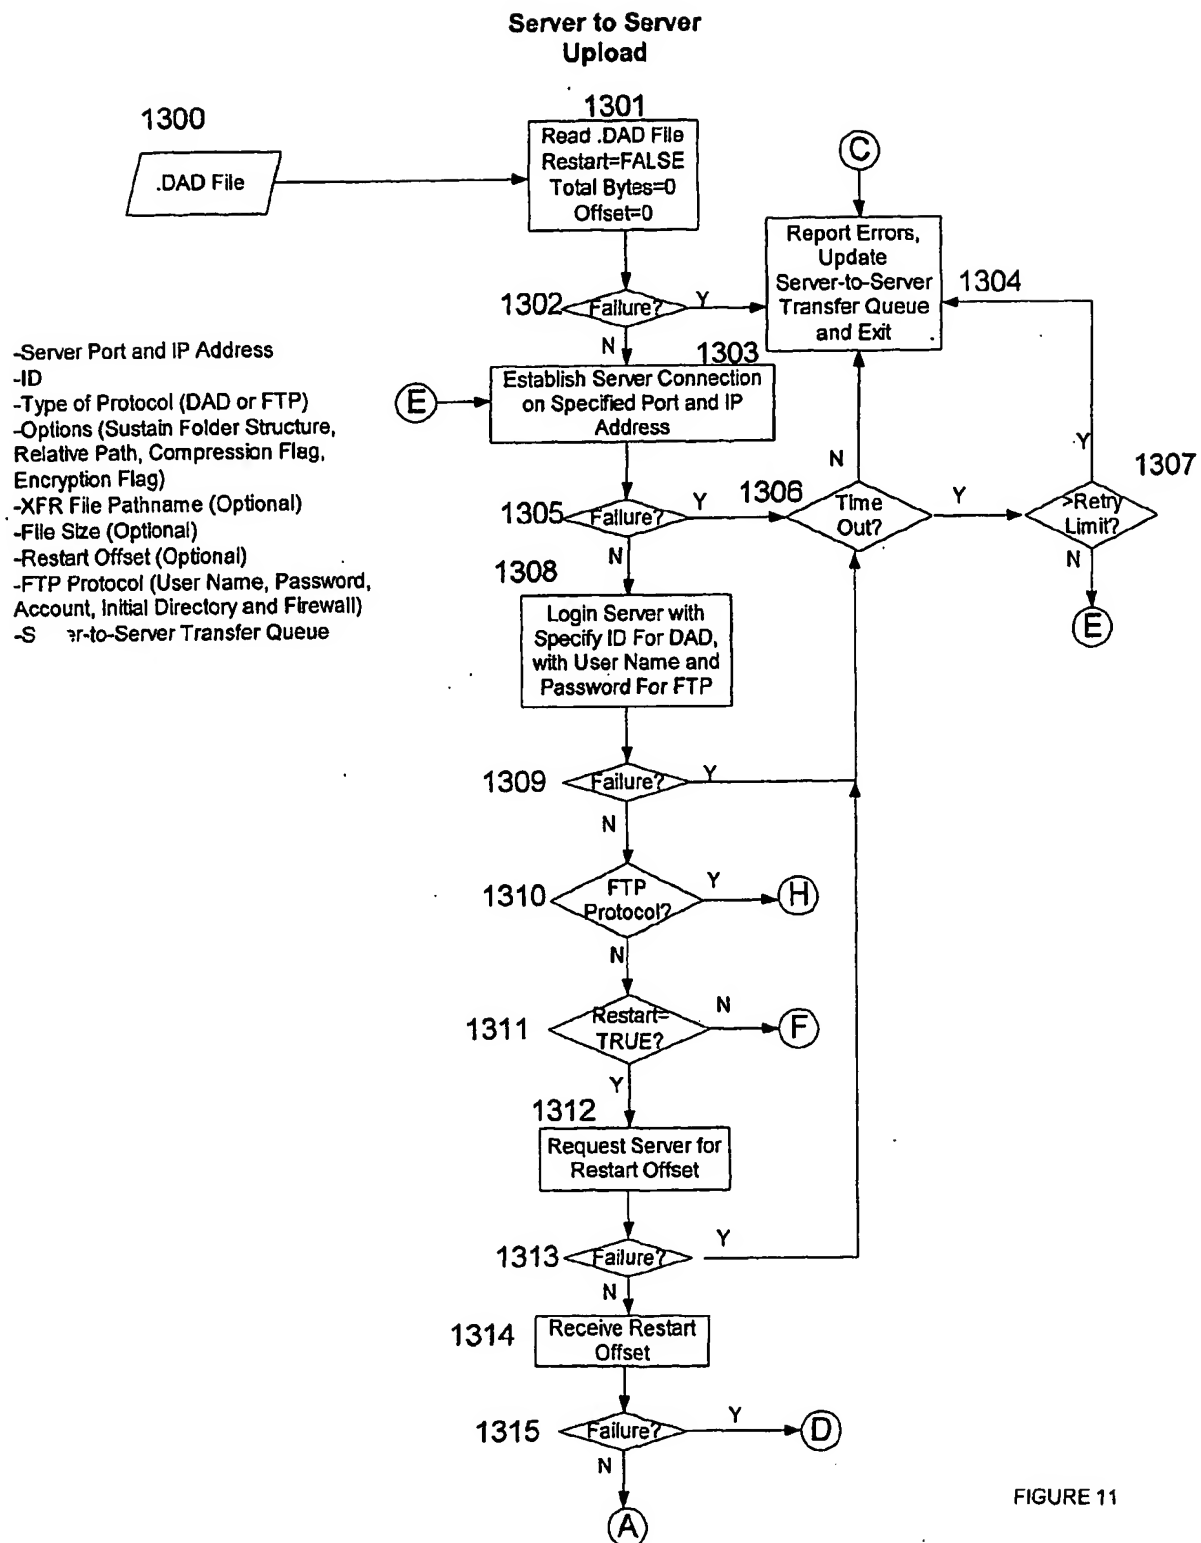 Server to Server
Upload
1300
.DAD File
1301
Read .DAD File
Restart=FALSE
Total Bytes=0
Offset=0
C
Report Errors,
Update
Server-to-Server
Transfer Queue
and Exit
1304
1302
Failure?
Y
N
-Server Port and IP Address
-ID
-Type of Protocol (DAD or FTP)
-Options (Sustain Folder Structure,
Relative Path, Compression Flag,
Encryption Flag)
-XFR File Pathname (Optional)
-File Size (Optional)
-Restart Offset (Optional)
-FTP Protocol (User Name, Password,
Account, Initial Directory and Firewall)
-S er-to-Server Transfer Queue
1303
E
Establish Server Connection
on Specified Port and IP
Address
1305
Failure?
Y
N
1306
Time
Out?
N
Y
1307
>Retry
Limit?
Y
N
E
1308
Login Server with
Specify ID For DAD,
with User Name and
Password For FTP
1309
Failure?
Y
N
1310
FTP
Protocol?
Y
H
N
1311
Restart=
TRUE?
N
F
Y
1312
Request Server for
Restart Offset
1313
Failure?
Y
N
1314
Receive Restart
Offset
1315
Failure?
Y
D
N
A
FIGURE 11